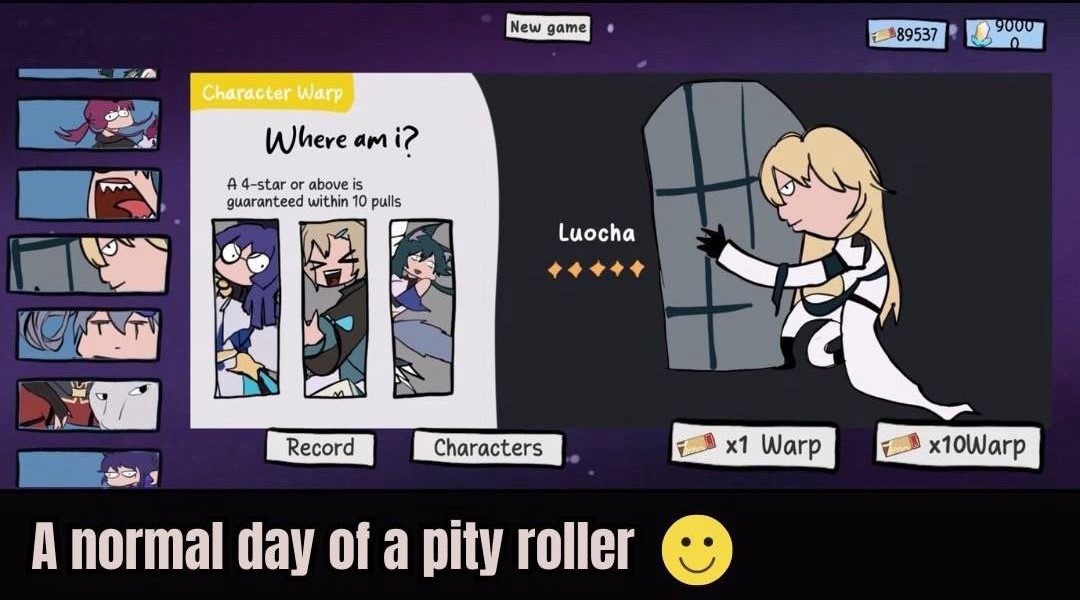 New game
89537
9000
0
Character Warp
Where am i?
A 4-star or above is
guaranteed within 10 pulls
Luocha
Record
Characters
x1 Warp
x10Warp
A normal day of a pity roller